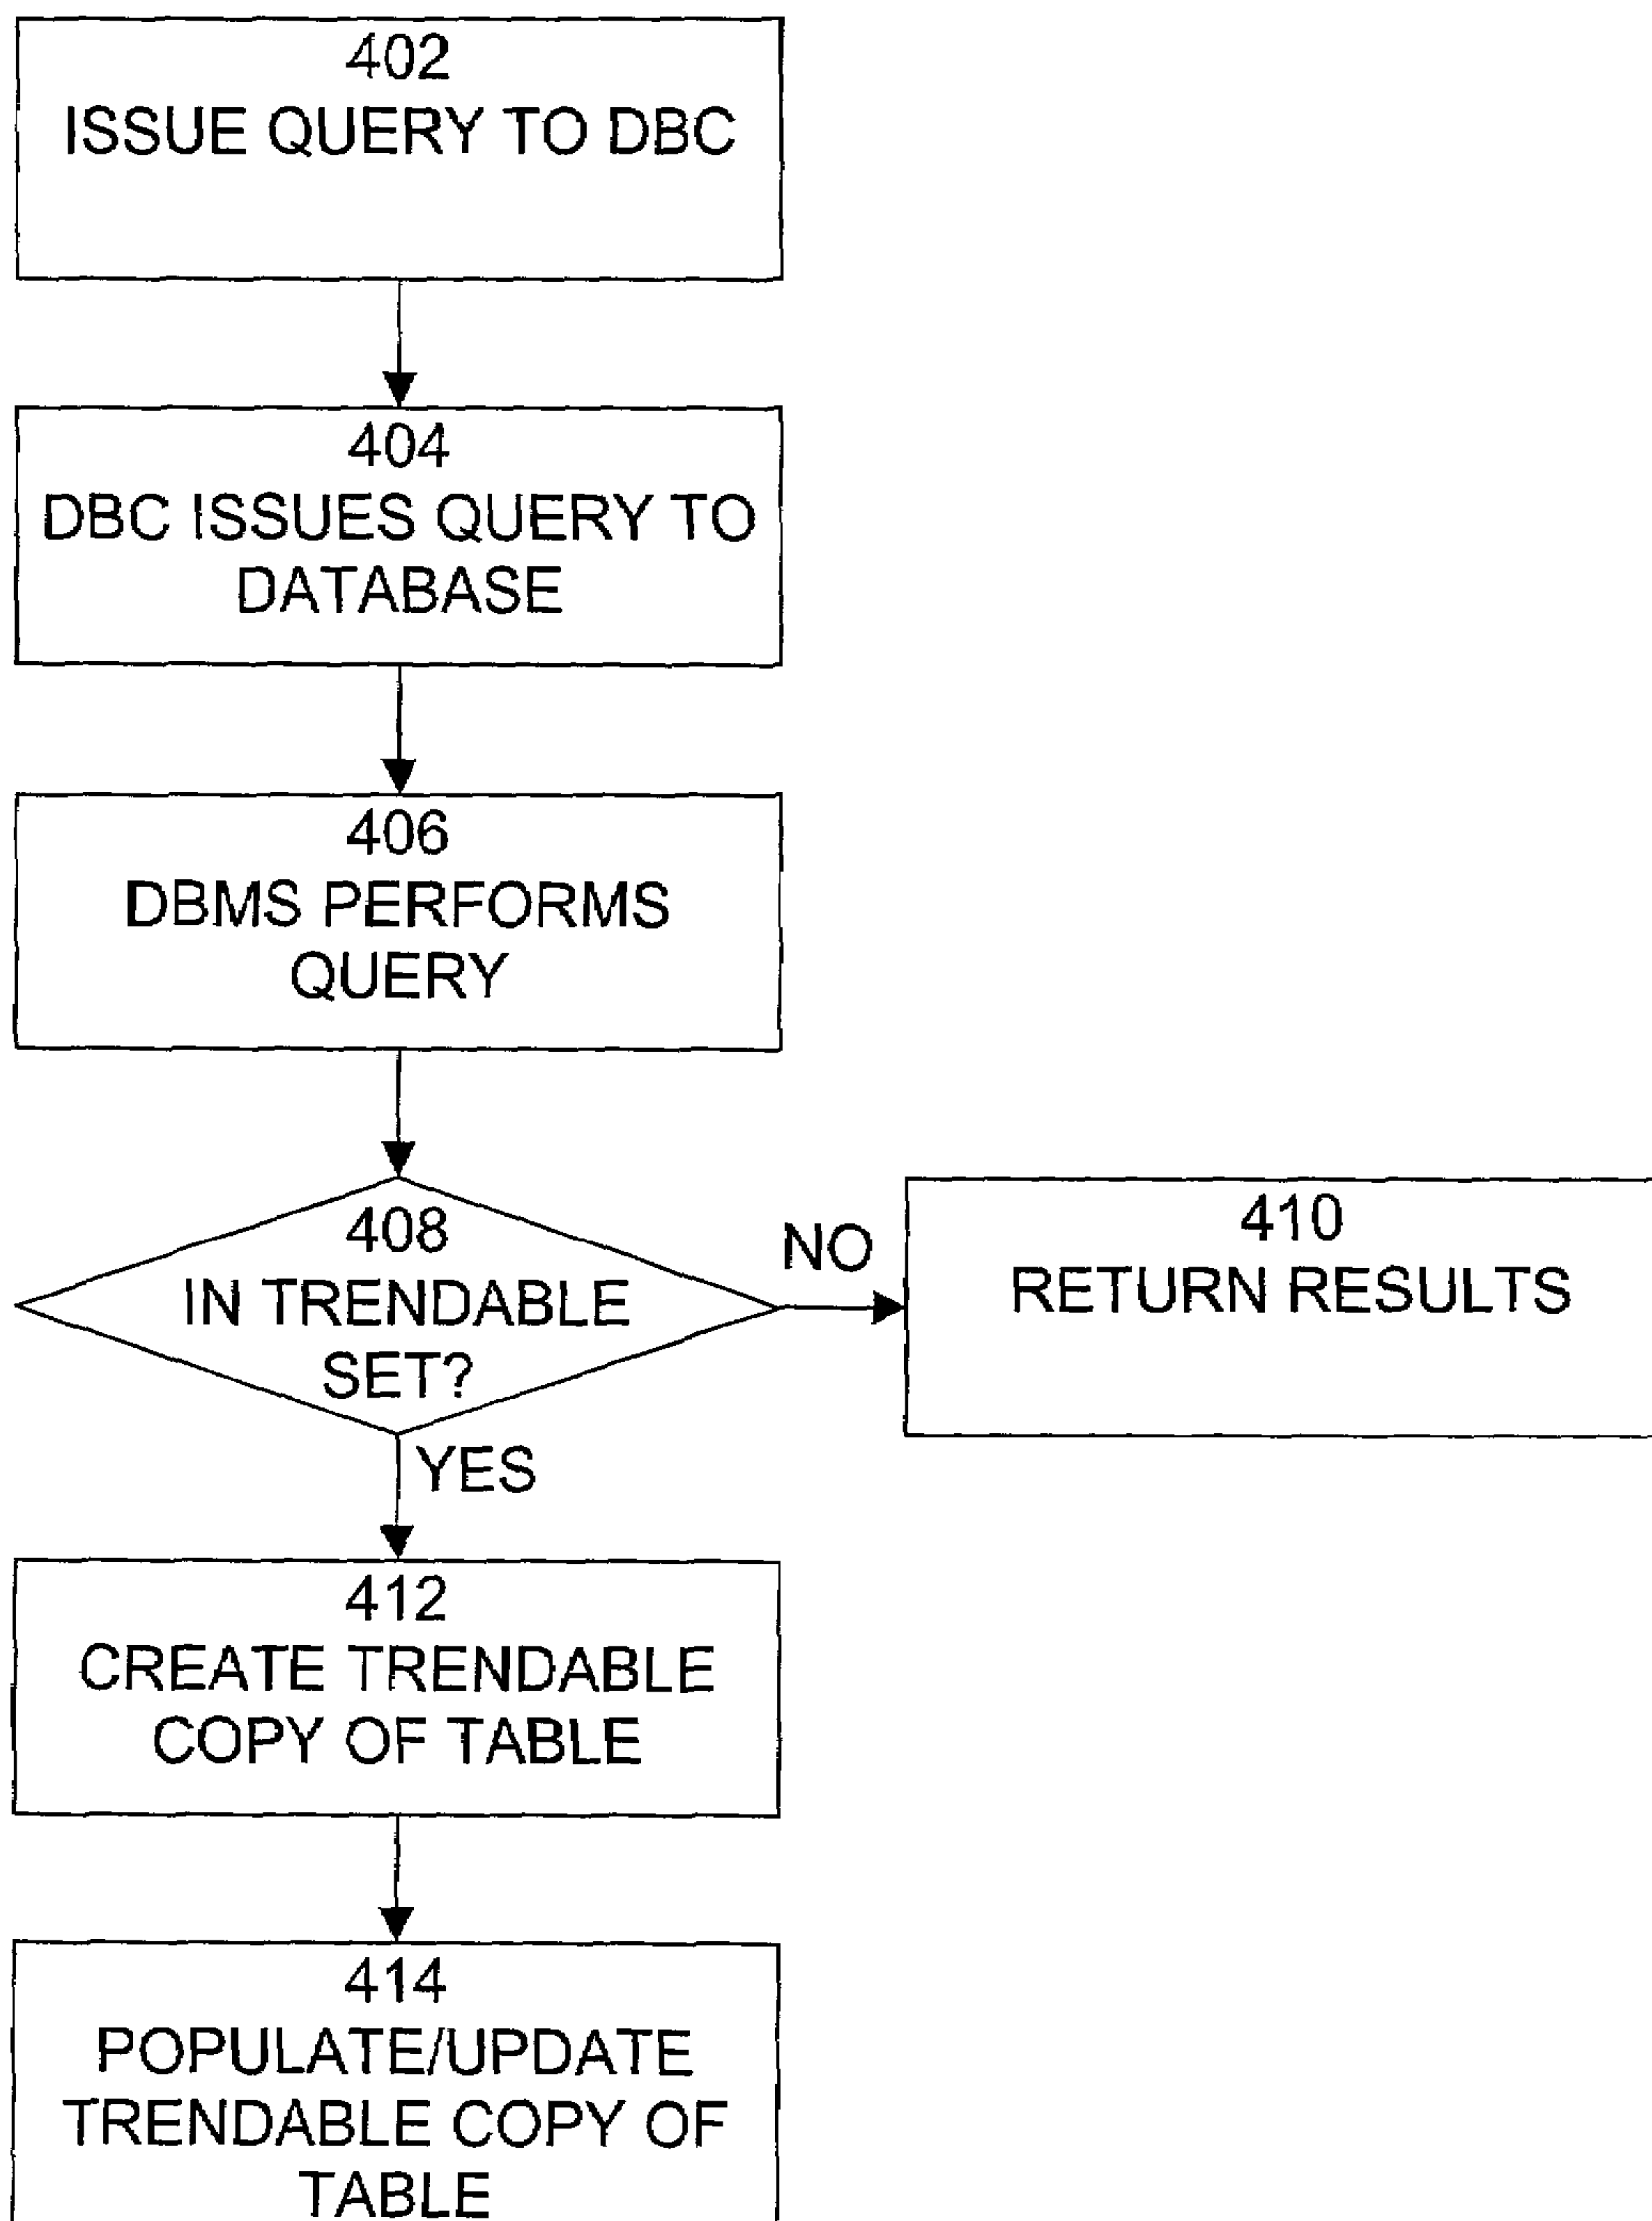 402
ISSUE QUERY TO DBC
404
DBC ISSUES QUERY TO
DATABASE
406
DBMS PERFORMS
QUERY
408
IN TRENDABLE
SET?
NO
410
RETURN RESULTS
YES
412
CREATE TRENDABLE
COPY OF TABLE
414
POPULATE/UPDATE
TRENDABLE COPY OF
TABLE